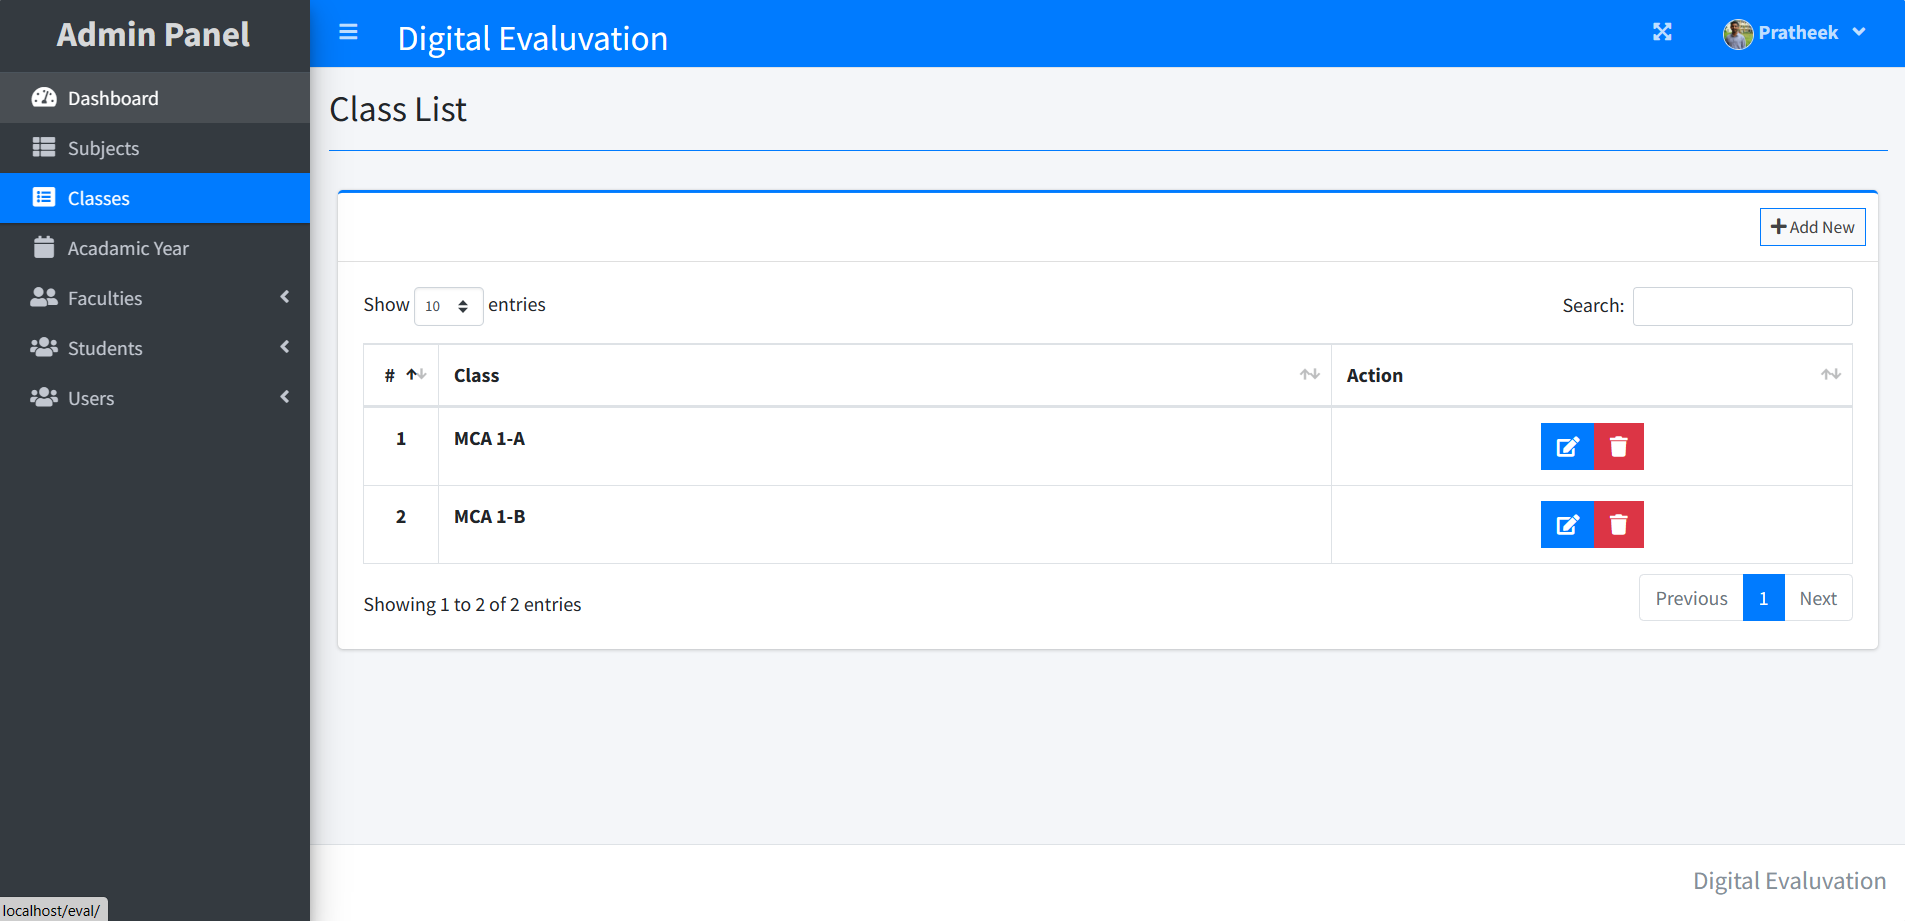 Admin Panel
Digital Evaluvation
Pratheek
Dashboard
Subjects
Classes
Acadamic Year
Faculties
Students
Users
Class List
Add New
Show 10 entries
Search:
# Class Action
1 MCA 1-A
2 MCA 1-B
Showing 1 to 2 of 2 entries
Previous 1 Next
Digital Evaluvation
localhost/eval/